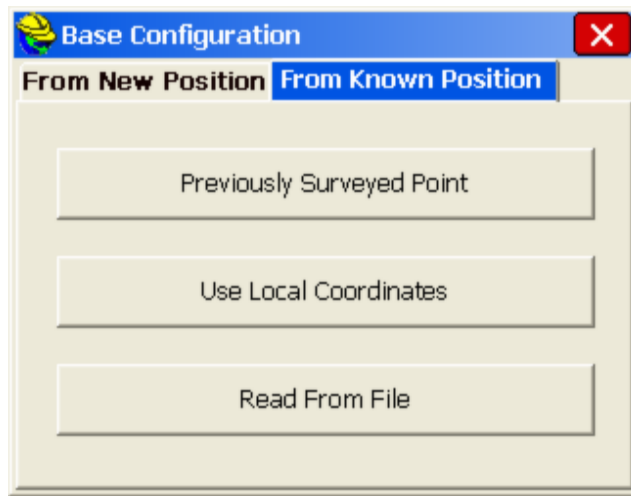 Base Configuration
From New Position From Known Position
Previously Surveyed Point
Use Local Coordinates
Read From File